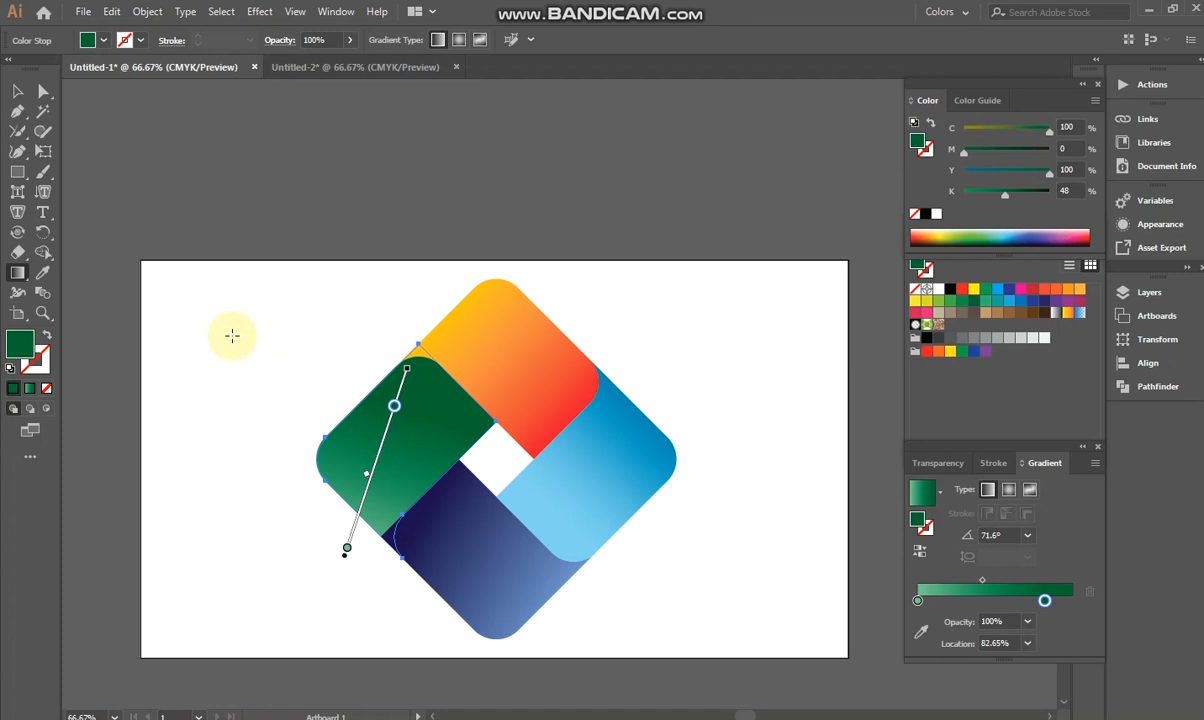 www.BANDICAM.com
Ai File Edit Object Type Select Effect View Window Help Colors Search Adobe Stock
Color Stop Stroke: Opacity: 100% Gradient Type:
Untitled-1* @ 66.67% (CMYK/Preview) Untitled-2* @ 66.67% (CMYK/Preview)
Color Color Guide
C 100 %
M 0 %
Y 100 %
K 48 %
Actions
Links
Libraries
Document Info
Variables
Appearance
Asset Export
Layers
Artboards
Transform
Align
Pathfinder
Transparency Stroke Gradient
Type:
Stroke:
71.6°
Opacity: 100%
Location: 82.65%
66.67% 1 Artboard 1